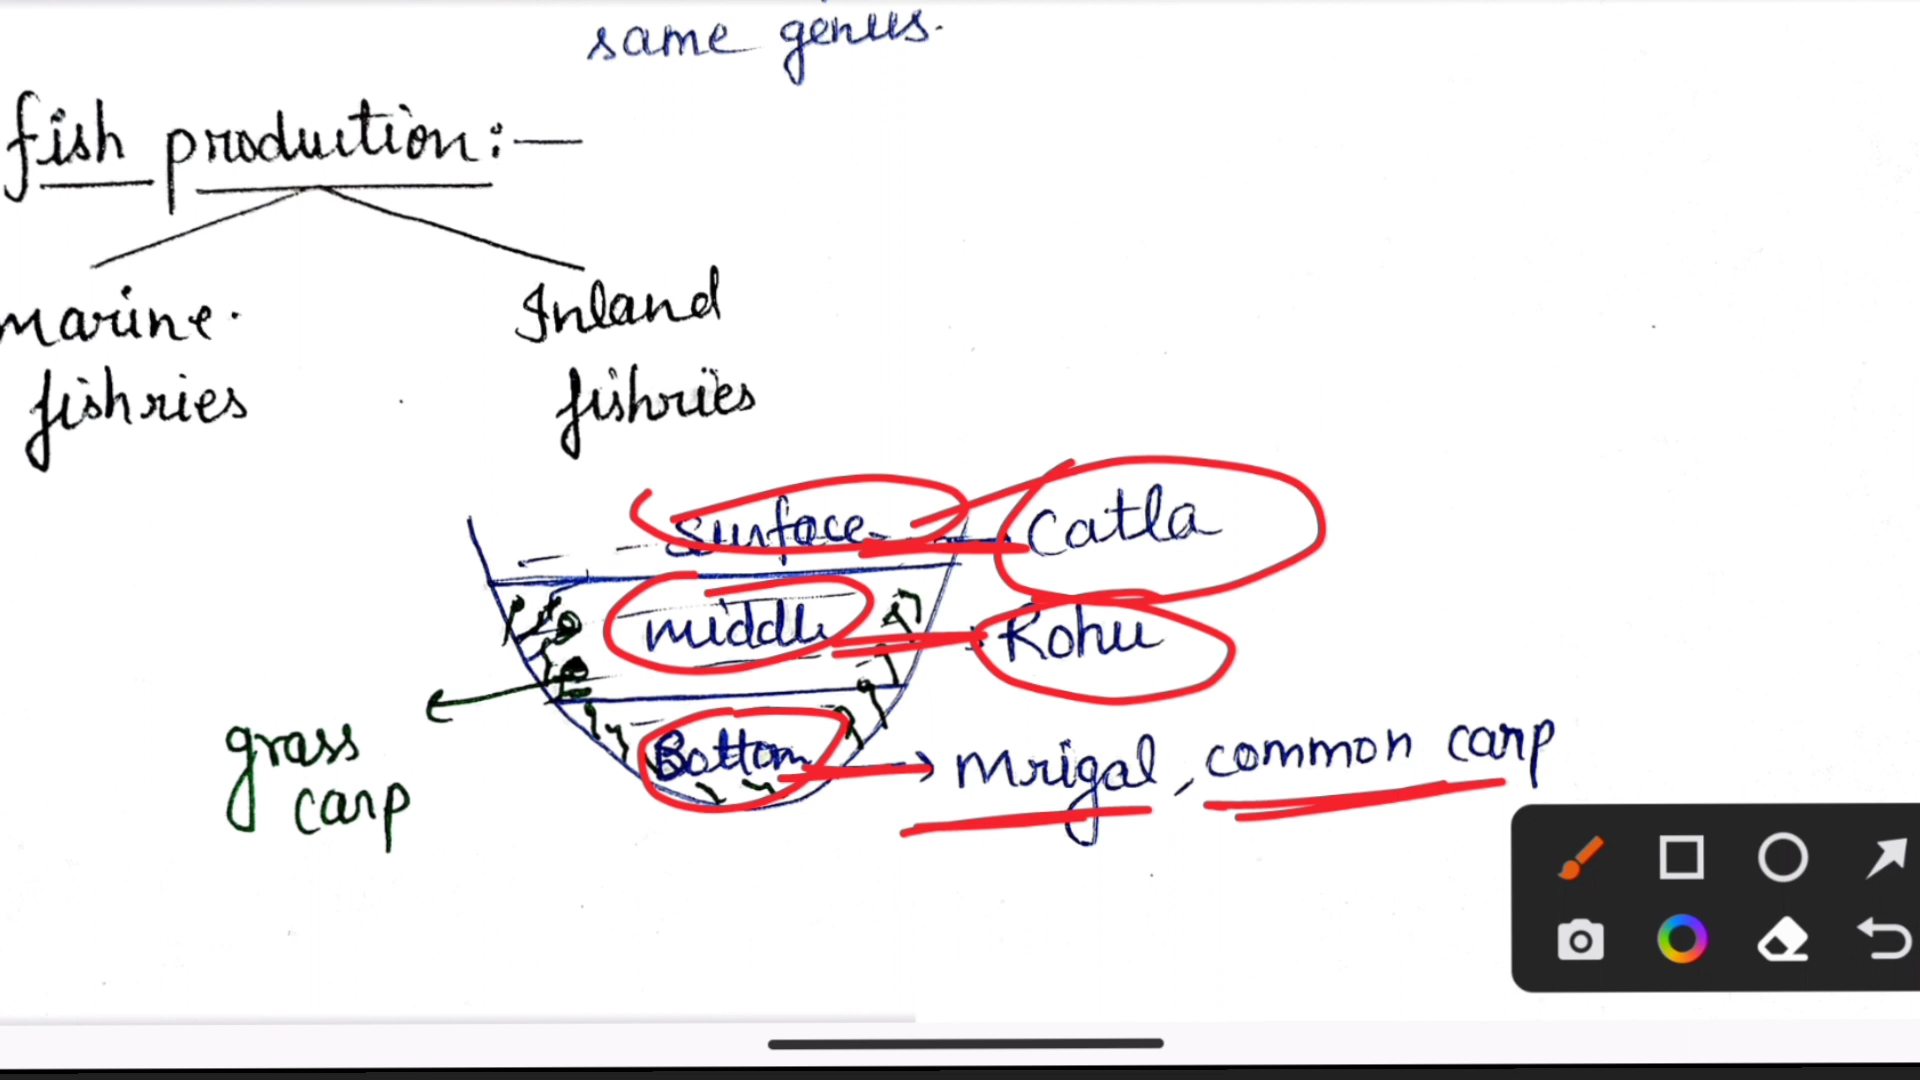 same genus.
fish production:—
marine.
fishries
Inland
fishries
Surface
Catla
middle
Rohu
Bottom
Mrigal, common carp
grass
carp